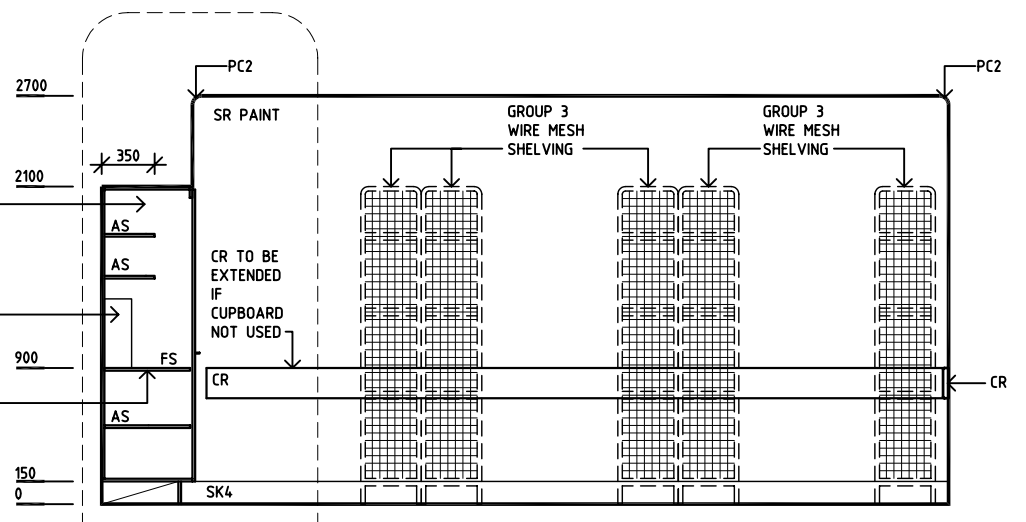 PC2
PC2
2700
SR PAINT
GROUP 3
WIRE MESH
SHELVING
GROUP 3
WIRE MESH
SHELVING
350
2100
AS
AS
CR TO BE
EXTENDED
IF
CUPBOARD
NOT USED
900
FS
CR
CR
AS
150
0
SK4